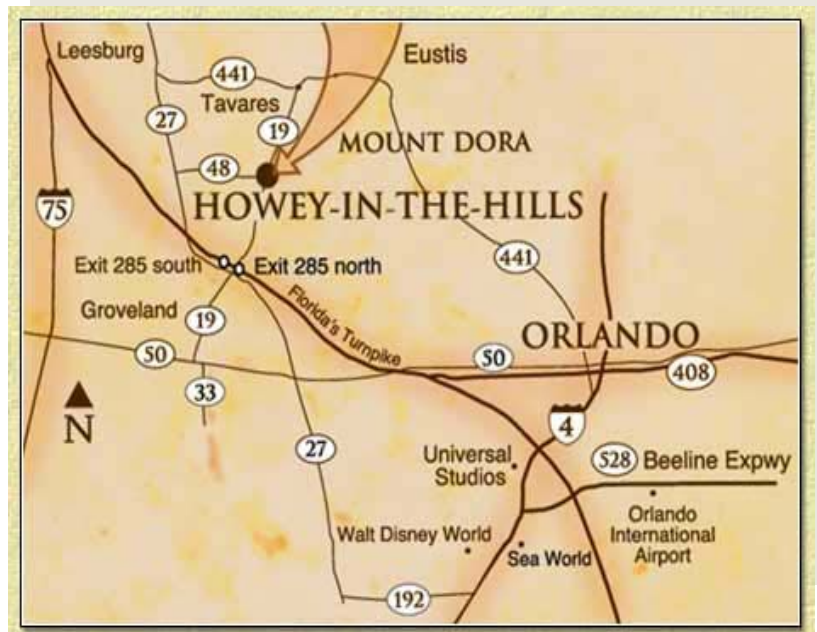 Leesburg
Eustis
441
Tavares
27
19
MOUNT DORA
48
75
HOWEY-IN-THE-HILLS
441
Exit 285 south
Exit 285 north
Groveland
19
Florida's Turnpike
ORLANDO
50
50
408
33
N
4
27
Universal
Studios
528 Beeline Expwy
Orlando
International
Airport
Walt Disney World
Sea World
192